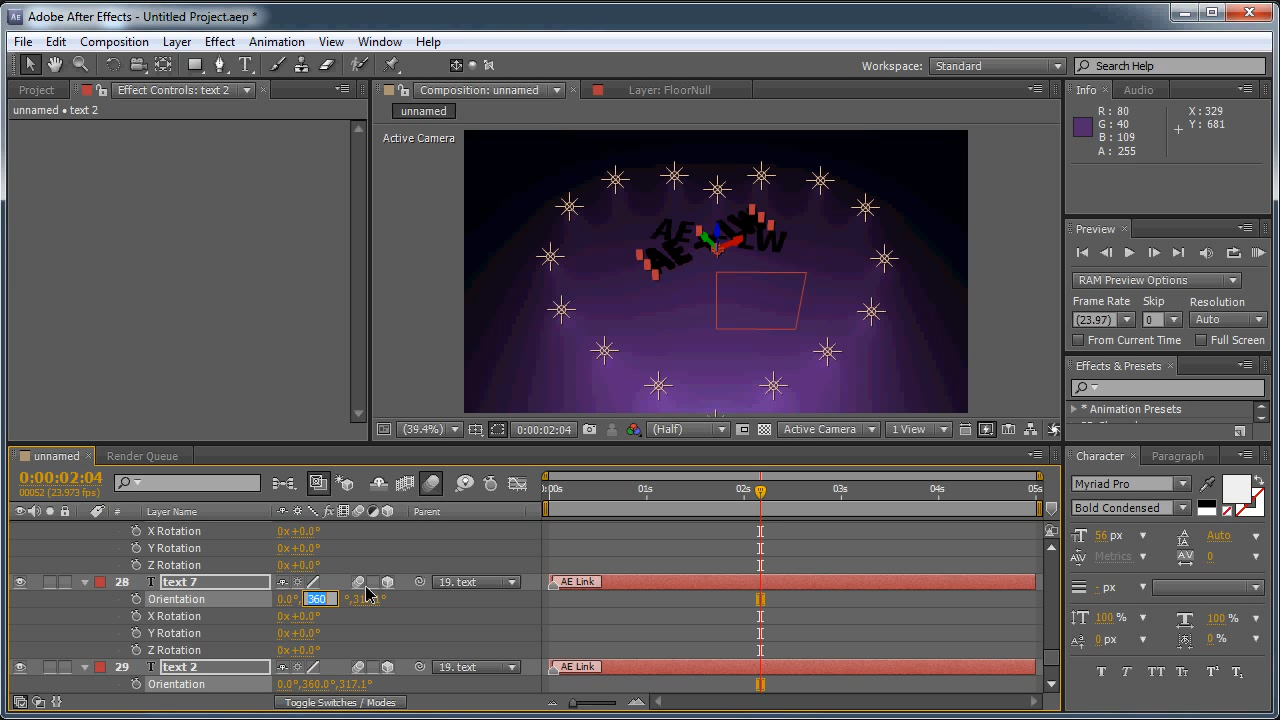 Adobe After Effects - Untitled Project.aep *
File Edit Composition Layer Effect Animation View Window Help
Workspace: Standard Search Help
Project Effect Controls: text 2
unnamed • text 2
Composition: unnamed Layer: FloorNull
unnamed
Active Camera
AE LINK
(39.4%) 0:00:02:04 (Half) Active Camera 1 View
Info Audio
R : 80 X : 329
G : 40 Y : 681
B : 109
A : 255
Preview
RAM Preview Options
Frame Rate Skip Resolution
(23.97) 0 Auto
From Current Time Full Screen
Effects & Presets
* Animation Presets
unnamed Render Queue
0:00:02:04
00052 (23.973 fps)
:00s 01s 02s 03s 04s 05s
# Layer Name Parent
X Rotation 0x+0.0°
Y Rotation 0x+0.0°
Z Rotation 0x+0.0°
28 T text 7 19. text AE Link
Orientation 0.0°, 360
X Rotation 0x+0.0°
Y Rotation 0x+0.0°
Z Rotation 0x+0.0°
29 T text 2 19. text AE Link
Orientation 0.0°,360.0°,317.1°
Toggle Switches / Modes
Character Paragraph
Myriad Pro
Bold Condensed
56 px Auto
Metrics 0
- px
100 % 100 %
0 px 0 %
T T TT Tт T¹ T₁